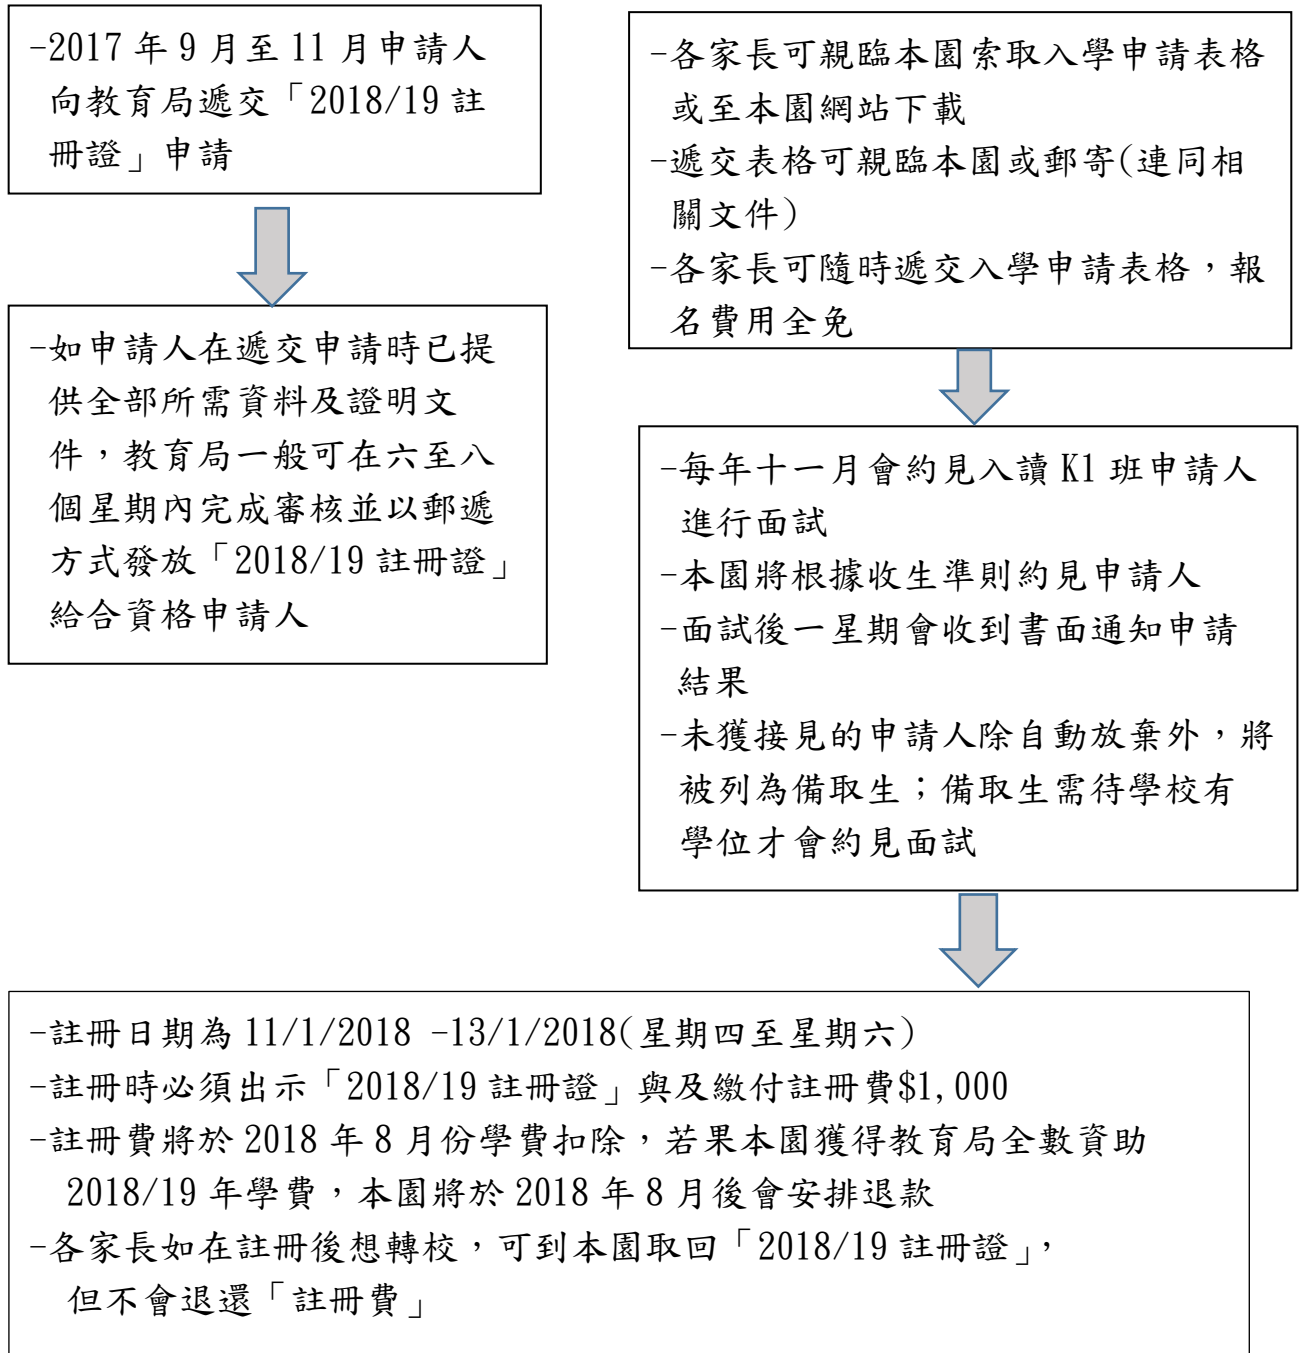 -2017 年 9 月至 11 月申請人
向教育局遞交「2018/19 註
冊證」申請
-如申請人在遞交申請時已提
供全部所需資料及證明文
件，教育局一般可在六至八
個星期內完成審核並以郵遞
方式發放「2018/19 註冊證」
給合資格申請人
-各家長可親臨本園索取入學申請表格
或至本園網站下載
-遞交表格可親臨本園或郵寄(連同相
關文件)
-各家長可隨時遞交入學申請表格，報
名費用全免
-每年十一月會約見入讀 K1 班申請人
進行面試
-本園將根據收生準則約見申請人
-面試後一星期會收到書面通知申請
結果
-未獲接見的申請人除自動放棄外，將
被列為備取生；備取生需待學校有
學位才會約見面試
-註冊日期為 11/1/2018 -13/1/2018(星期四至星期六)
-註冊時必須出示「2018/19 註冊證」與及繳付註冊費$1,000
-註冊費將於 2018 年 8 月份學費扣除，若果本園獲得教育局全數資助
2018/19 年學費，本園將於 2018 年 8 月後會安排退款
-各家長如在註冊後想轉校，可到本園取回「2018/19 註冊證」，
但不會退還「註冊費」